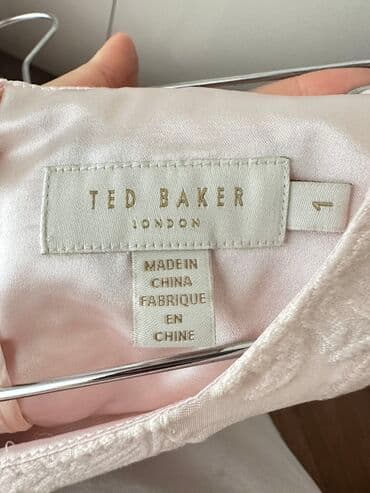 TED BAKER
LONDON
1
MADE IN
CHINA
FABRIQUE
EN
CHINE